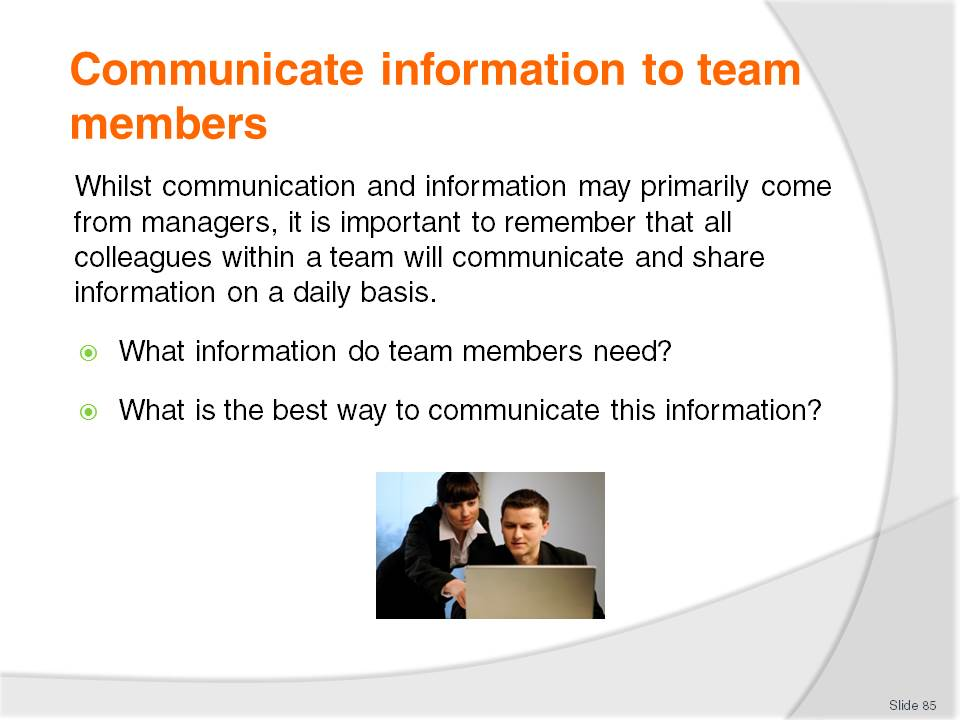 Communicate information to team
members
Whilst communication and information may primarily come
from managers, it is important to remember that all
colleagues within a team will communicate and share
information on a daily basis.
What information do team members need?
What is the best way to communicate this information?
Slide 85